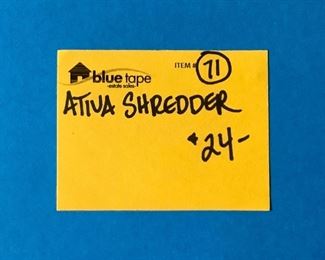 blue tape
estate sales
ITEM # 71
ATIVA SHREDDER
$24-